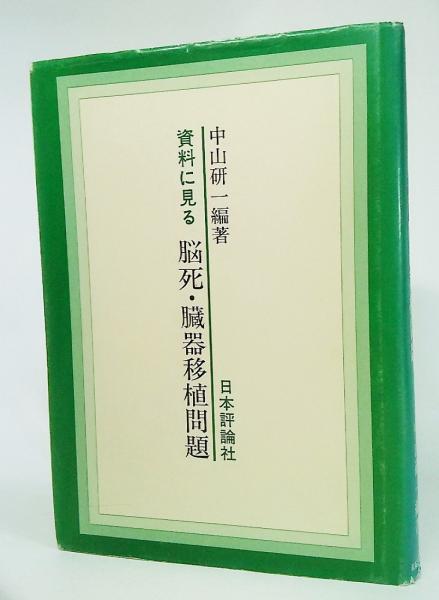 中山研一編著
資料に見る 脳死・臓器移植問題
日本評論社